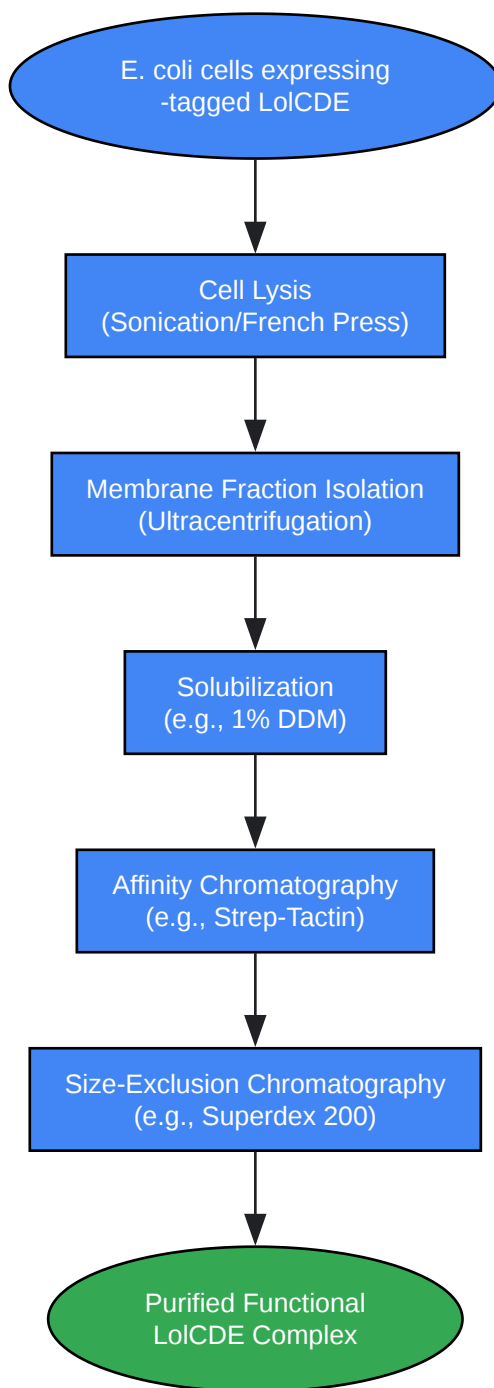 E. coli cells expressing
-tagged LolCDE
Cell Lysis
(Sonication/French Press)
Membrane Fraction Isolation
(Ultracentrifugation)
Solubilization
(e.g., 1% DDM)
Affinity Chromatography
(e.g., Strep-Tactin)
Size-Exclusion Chromatography
(e.g., Superdex 200)
Purified Functional
LolCDE Complex